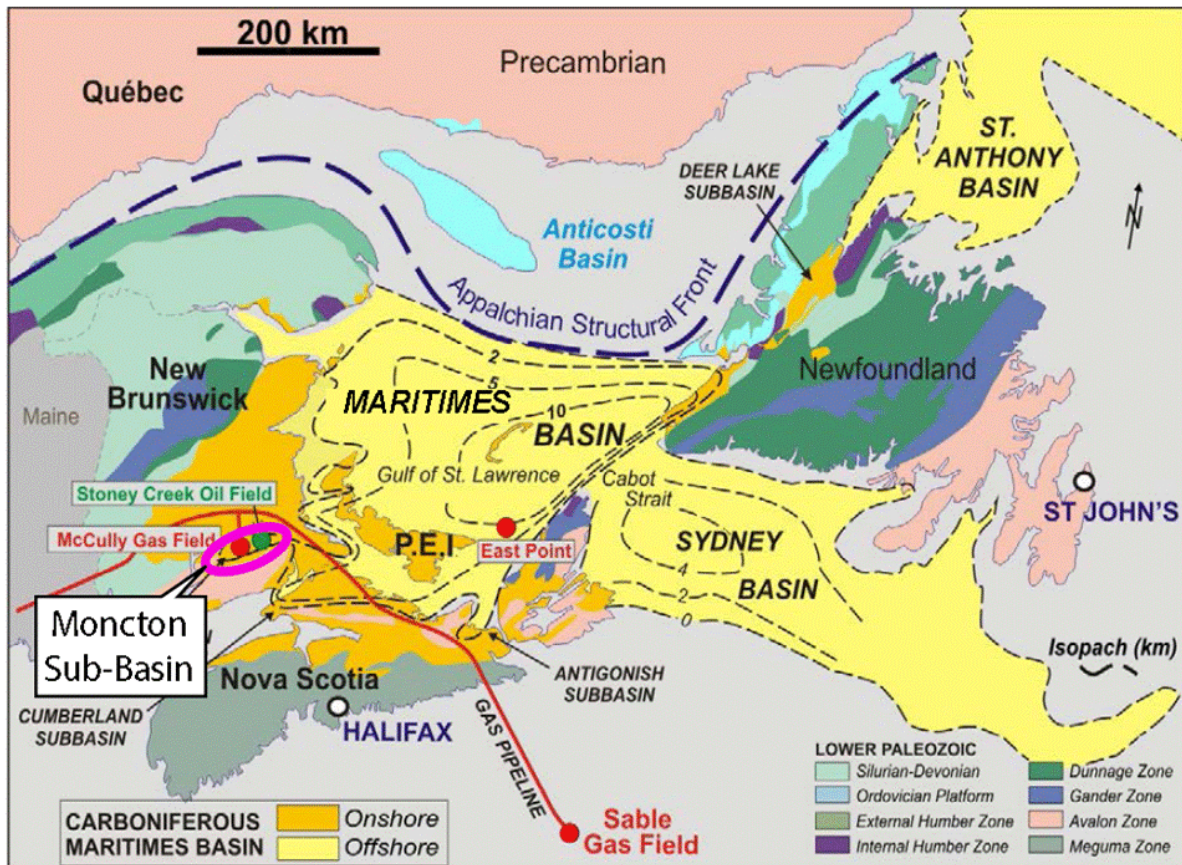 200 km
Precambrian
Québec
ST.
ANTHONY
BASIN
DEER LAKE
SUBBASIN
N
Anticosti
Basin
Appalchian Structural Front
Newfoundland
New
Brunswick
Maine
2
5
10
MARITIMES
BASIN
Gulf of St. Lawrence
Cabot
Strait
Stoney Creek Oil Field
McCully Gas Field
P.E.I
East Point
ST JOHN'S
SYDNEY
BASIN
4
2
0
Moncton
Sub-Basin
Isopach (km)
Nova Scotia
ANTIGONISH
SUBBASIN
CUMBERLAND
SUBBASIN
HALIFAX
GAS PIPELINE
Sable
Gas Field
CARBONIFEROUS
MARITIMES BASIN
Onshore
Offshore
LOWER PALEOZOIC
Silurian-Devonian
Ordovician Platform
External Humber Zone
Internal Humber Zone
Dunnage Zone
Gander Zone
Avalon Zone
Meguma Zone